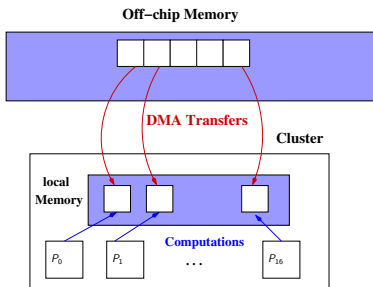 Off-chip Memory
DMA Transfers
Cluster
local
Memory
Computations
P0 P1 ... P16